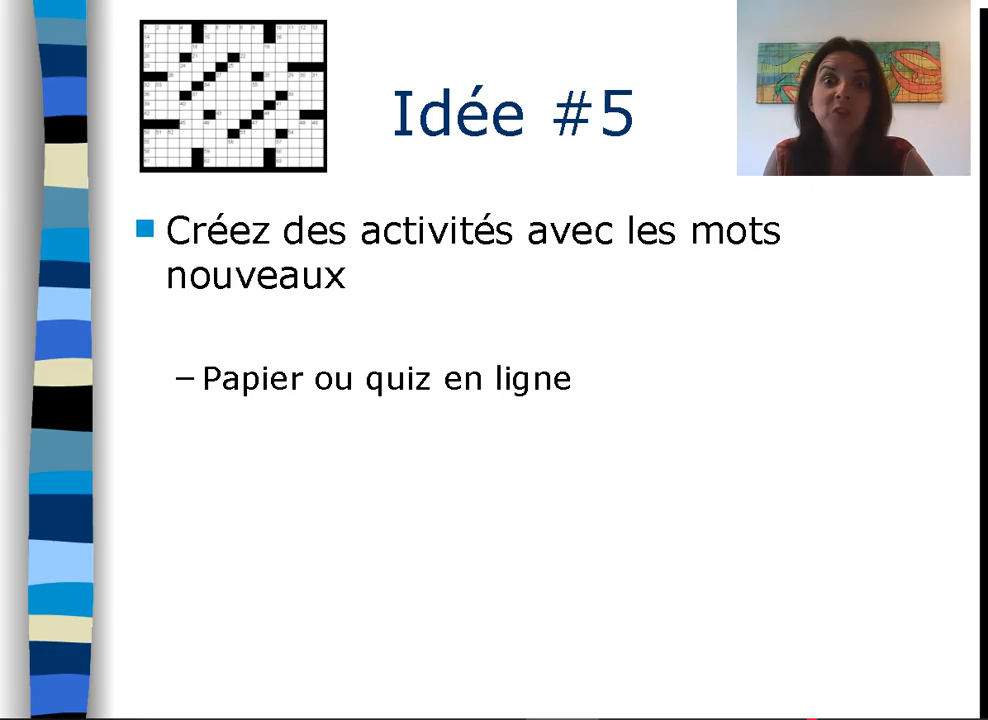 Idée #5
Créez des activités avec les mots
nouveaux
– Papier ou quiz en ligne